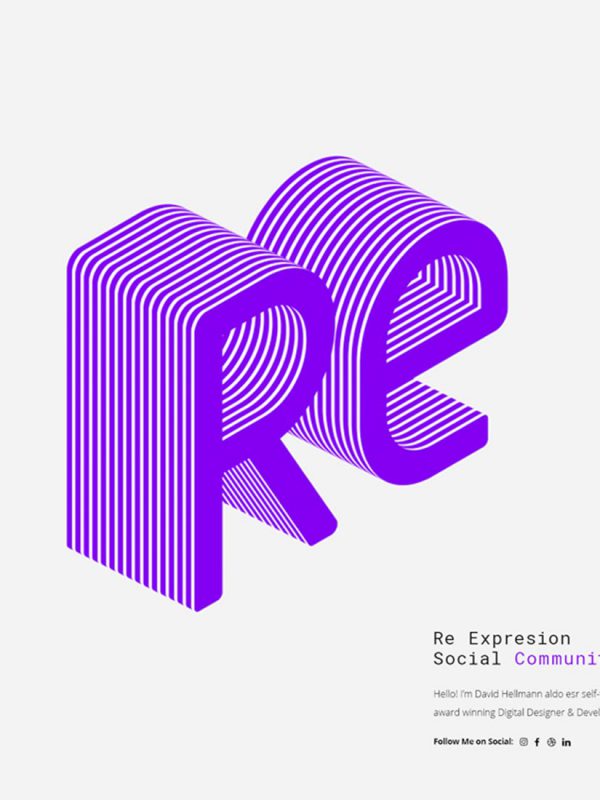 Re
Re Expresion
Social Communi
Hello! I'm David Hellmann aldo esr self-
award winning Digital Designer & Devel
Follow Me on Social: